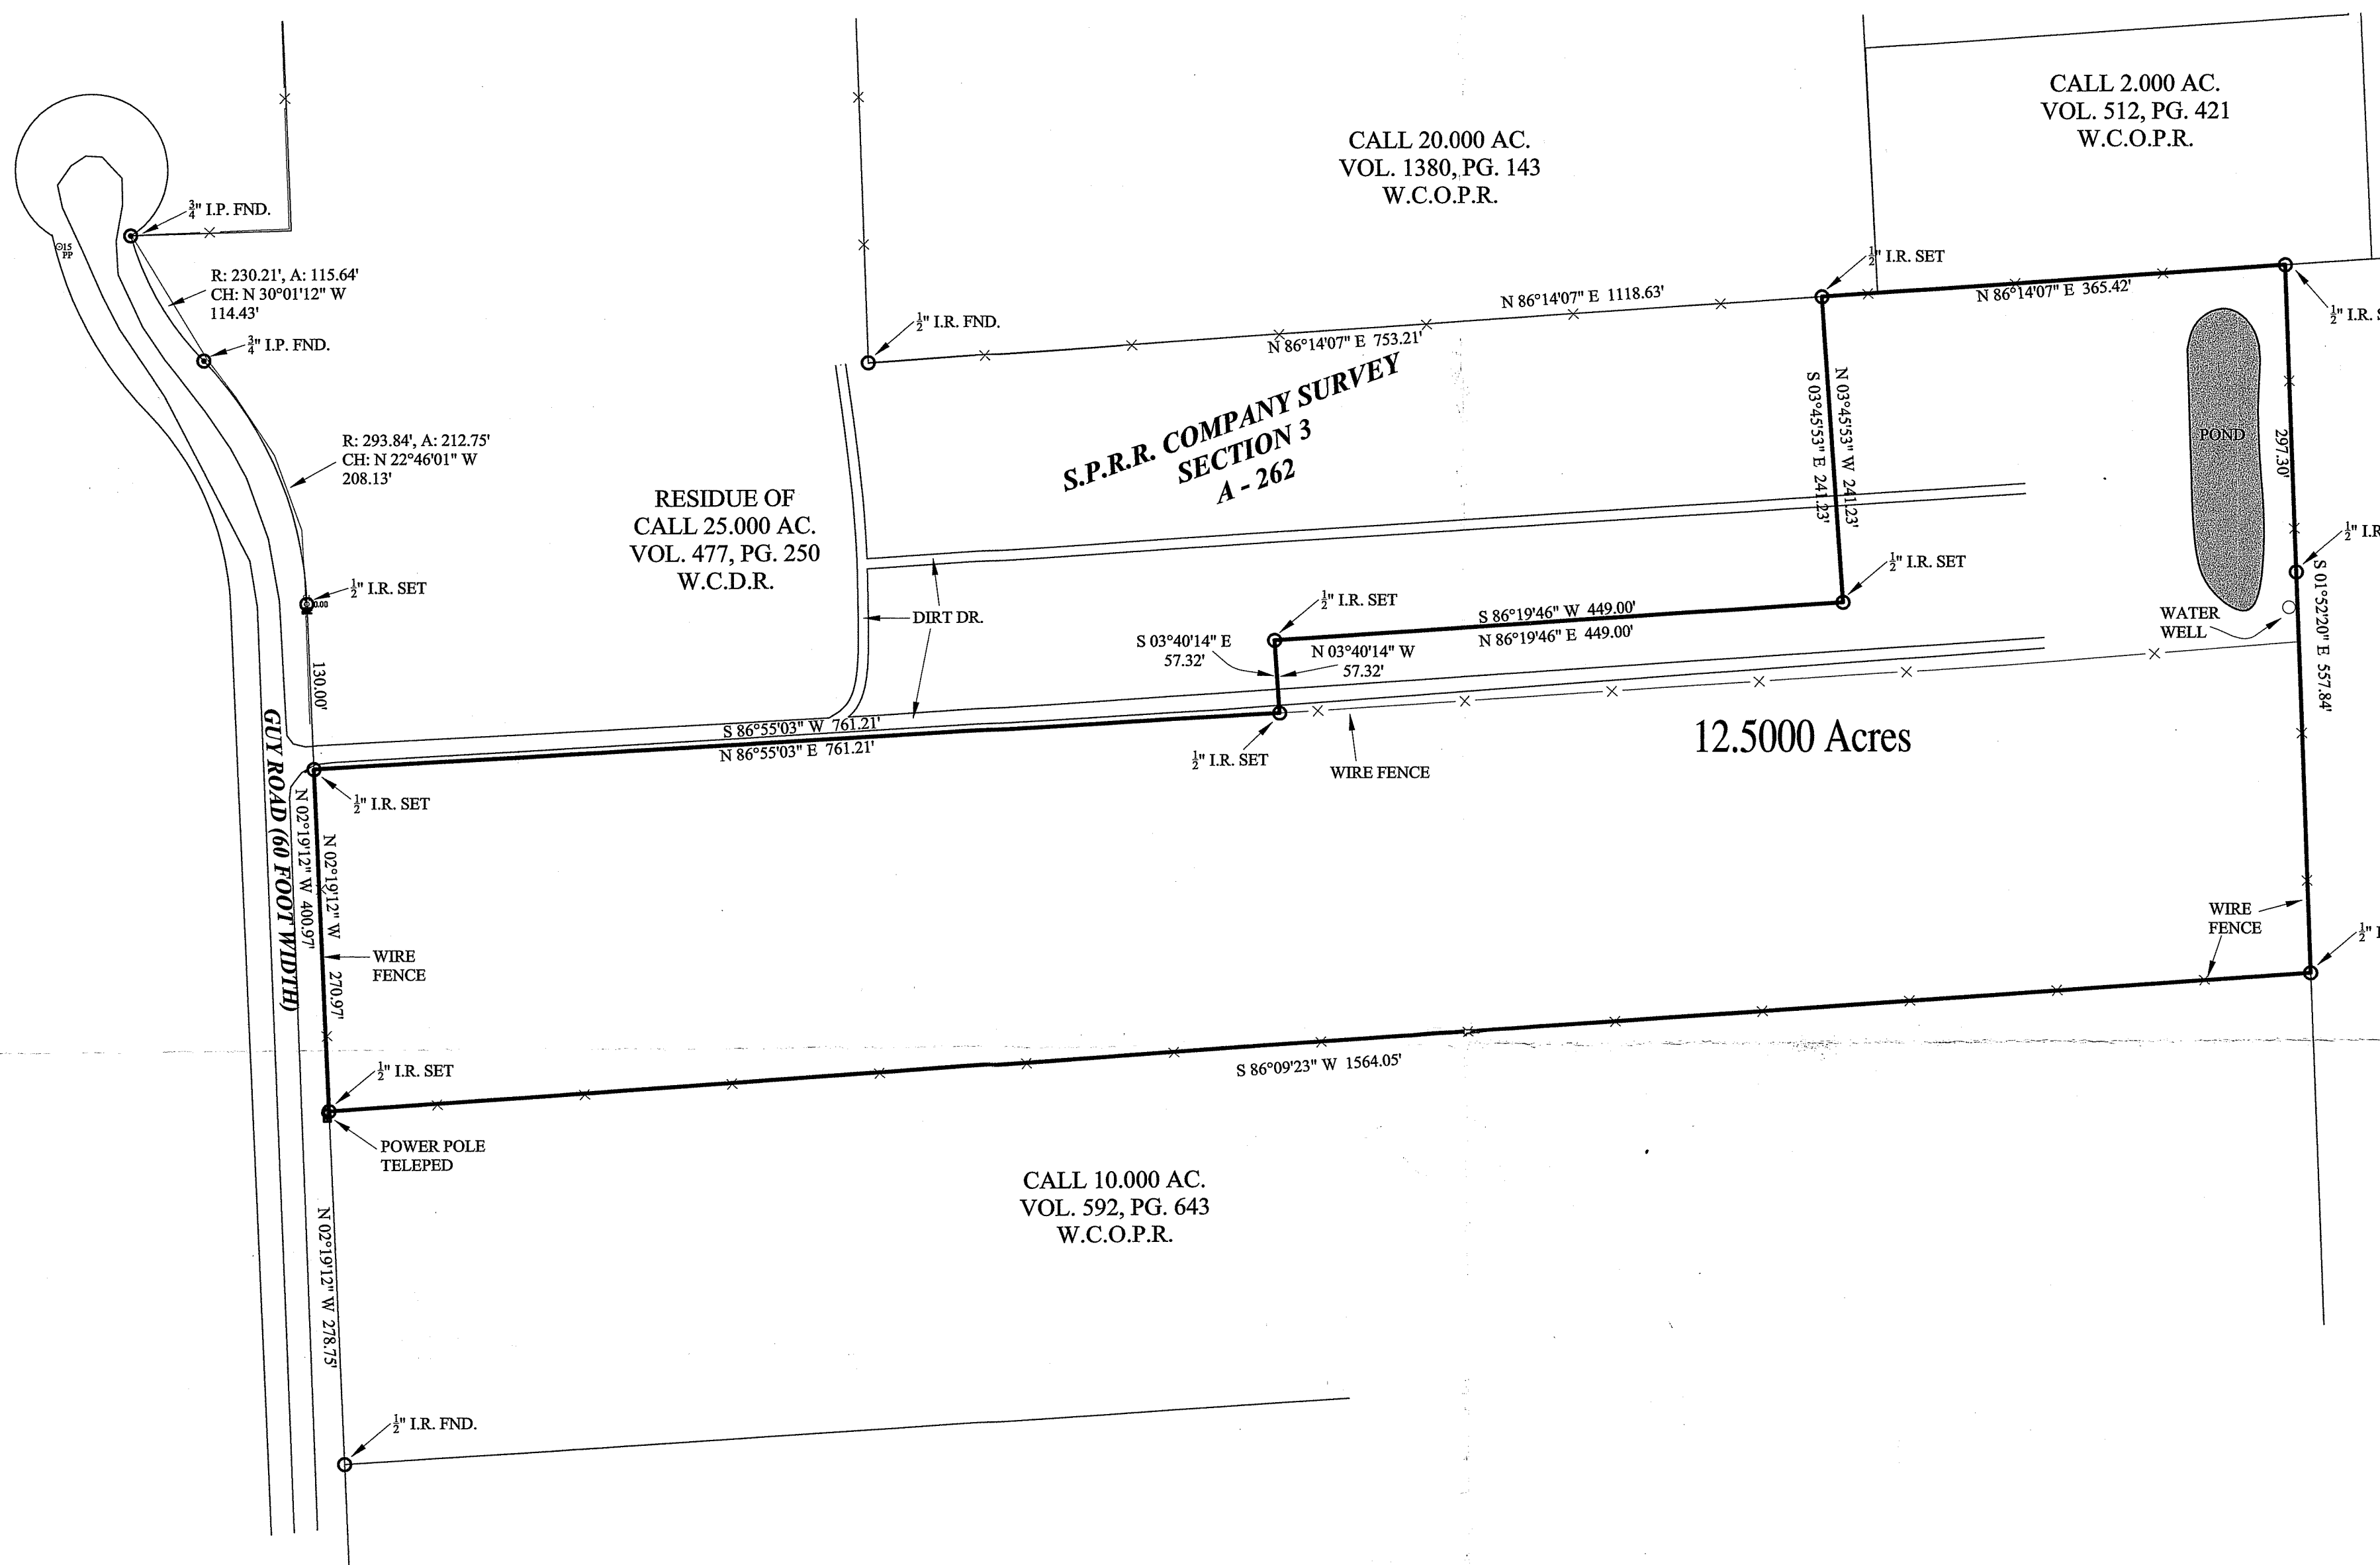 CALL 2.000 AC.
VOL. 512, PG. 421
W.C.O.P.R.
CALL 20.000 AC.
VOL. 1380, PG. 143
W.C.O.P.R.
3/4" I.P. FND.
15
PP
R: 230.21', A: 115.64'
CH: N 30°01'12" W
114.43'
3/4" I.P. FND.
1/2" I.R. SET
N 86°14'07" E 365.42'
N 86°14'07" E 1118.63'
1/2" I.R. FND.
N 86°14'07" E 753.21'
1/2" I.R. S
S.P.R.R. COMPANY SURVEY
SECTION 3
A - 262
S 03°45'53" E 241.23'
N 03°45'53" W 241.23'
POND
297.30'
R: 293.84', A: 212.75'
CH: N 22°46'01" W
208.13'
RESIDUE OF
CALL 25.000 AC.
VOL. 477, PG. 250
W.C.D.R.
1/2" I.R
1/2" I.R. SET
0.00
DIRT DR.
1/2" I.R. SET
1/2" I.R. SET
S 86°19'46" W 449.00'
N 86°19'46" E 449.00'
S 03°40'14" E
57.32'
N 03°40'14" W
57.32'
WATER
WELL
S 01°52'20" E 557.84'
130.00'
S 86°55'03" W 761.21'
N 86°55'03" E 761.21'
1/2" I.R. SET
WIRE FENCE
12.5000 Acres
1/2" I.R. SET
GUY ROAD (60 FOOT WIDTH)
N 02°19'12" W 400.97'
N 02°19'12" W 270.97'
WIRE
FENCE
WIRE
FENCE
1/2" I
S 86°09'23" W 1564.05'
1/2" I.R. SET
POWER POLE
TELEPED
CALL 10.000 AC.
VOL. 592, PG. 643
W.C.O.P.R.
N 02°19'12" W 278.75'
1/2" I.R. FND.